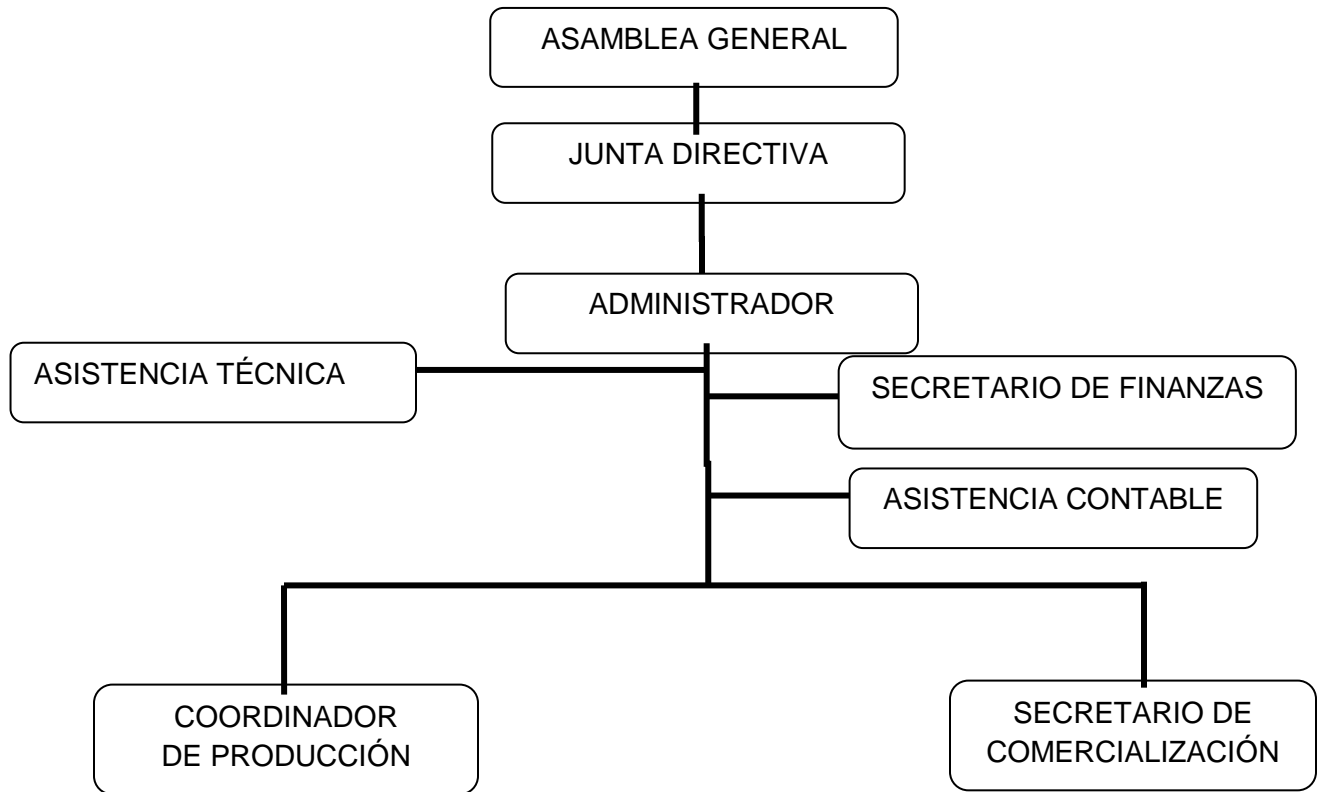 ASAMBLEA GENERAL
JUNTA DIRECTIVA
ADMINISTRADOR
ASISTENCIA TÉCNICA
SECRETARIO DE FINANZAS
ASISTENCIA CONTABLE
COORDINADOR
DE PRODUCCIÓN
SECRETARIO DE
COMERCIALIZACIÓN